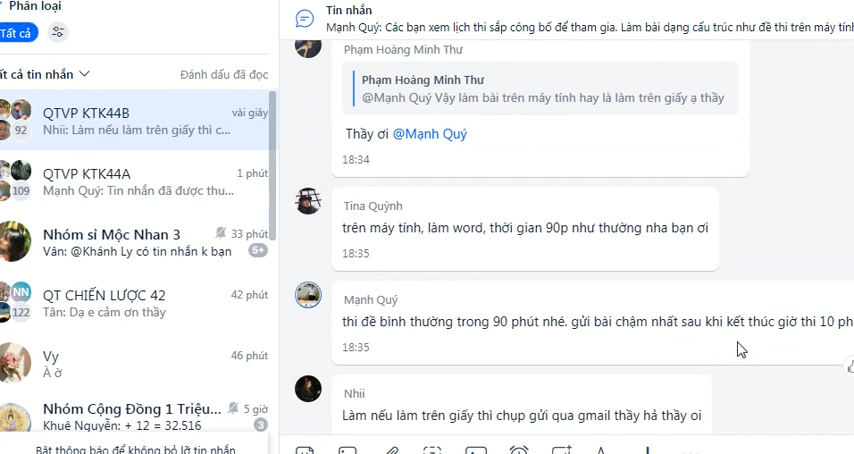 Phân loại
Tất cả
ất cả tin nhắn
Đánh dấu đã đọc
92
QTVP KTK44B
vài giây
Nhii: Làm nếu làm trên giấy thì c...
109
QTVP KTK44A
1 phút
Mạnh Quý: Tin nhắn đã được thu...
Nhóm sỉ Mộc Nhan 3
33 phút
Vân: @Khánh Ly có tin nhắn k bạn
5+
NN
122
QT CHIẾN LƯỢC 42
42 phút
Tân: Dạ e cảm ơn thầy
Vy
46 phút
À ờ
Nhóm Cộng Đồng 1 Triệu...
5 giờ
Khuê Nguyễn: + 12 = 32.516
3
Bật thông báo để không bỏ lỡ tin nhắn
Tin nhắn
Mạnh Quý: Các bạn xem lịch thi sắp công bố để tham gia. Làm bài dạng cấu trúc như đề thi trên máy tính
Phạm Hoàng Minh Thư
Phạm Hoàng Minh Thư
@Mạnh Quý Vậy làm bài trên máy tính hay là làm trên giấy ạ thầy
Thầy ơi @Mạnh Quý
18:34
Tina Quỳnh
trên máy tính, làm word, thời gian 90p như thường nha bạn ơi
18:35
Mạnh Quý
thi đề bình thường trong 90 phút nhé. gửi bài chậm nhất sau khi kết thúc giờ thi 10 ph
18:35
Nhii
Làm nếu làm trên giấy thì chụp gửi qua gmail thầy hả thầy oi